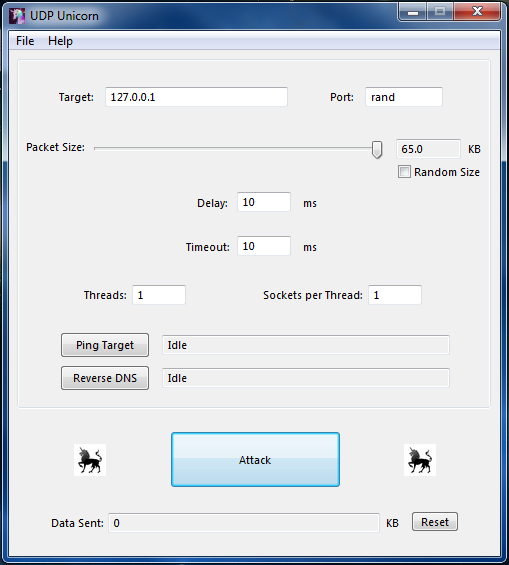 UDP Unicorn
File Help
Target: 127.0.0.1 Port: rand
Packet Size: 65.0 KB
Random Size
Delay: 10 ms
Timeout: 10 ms
Threads: 1 Sockets per Thread: 1
Ping Target Idle
Reverse DNS Idle
Attack
Data Sent: 0 KB Reset